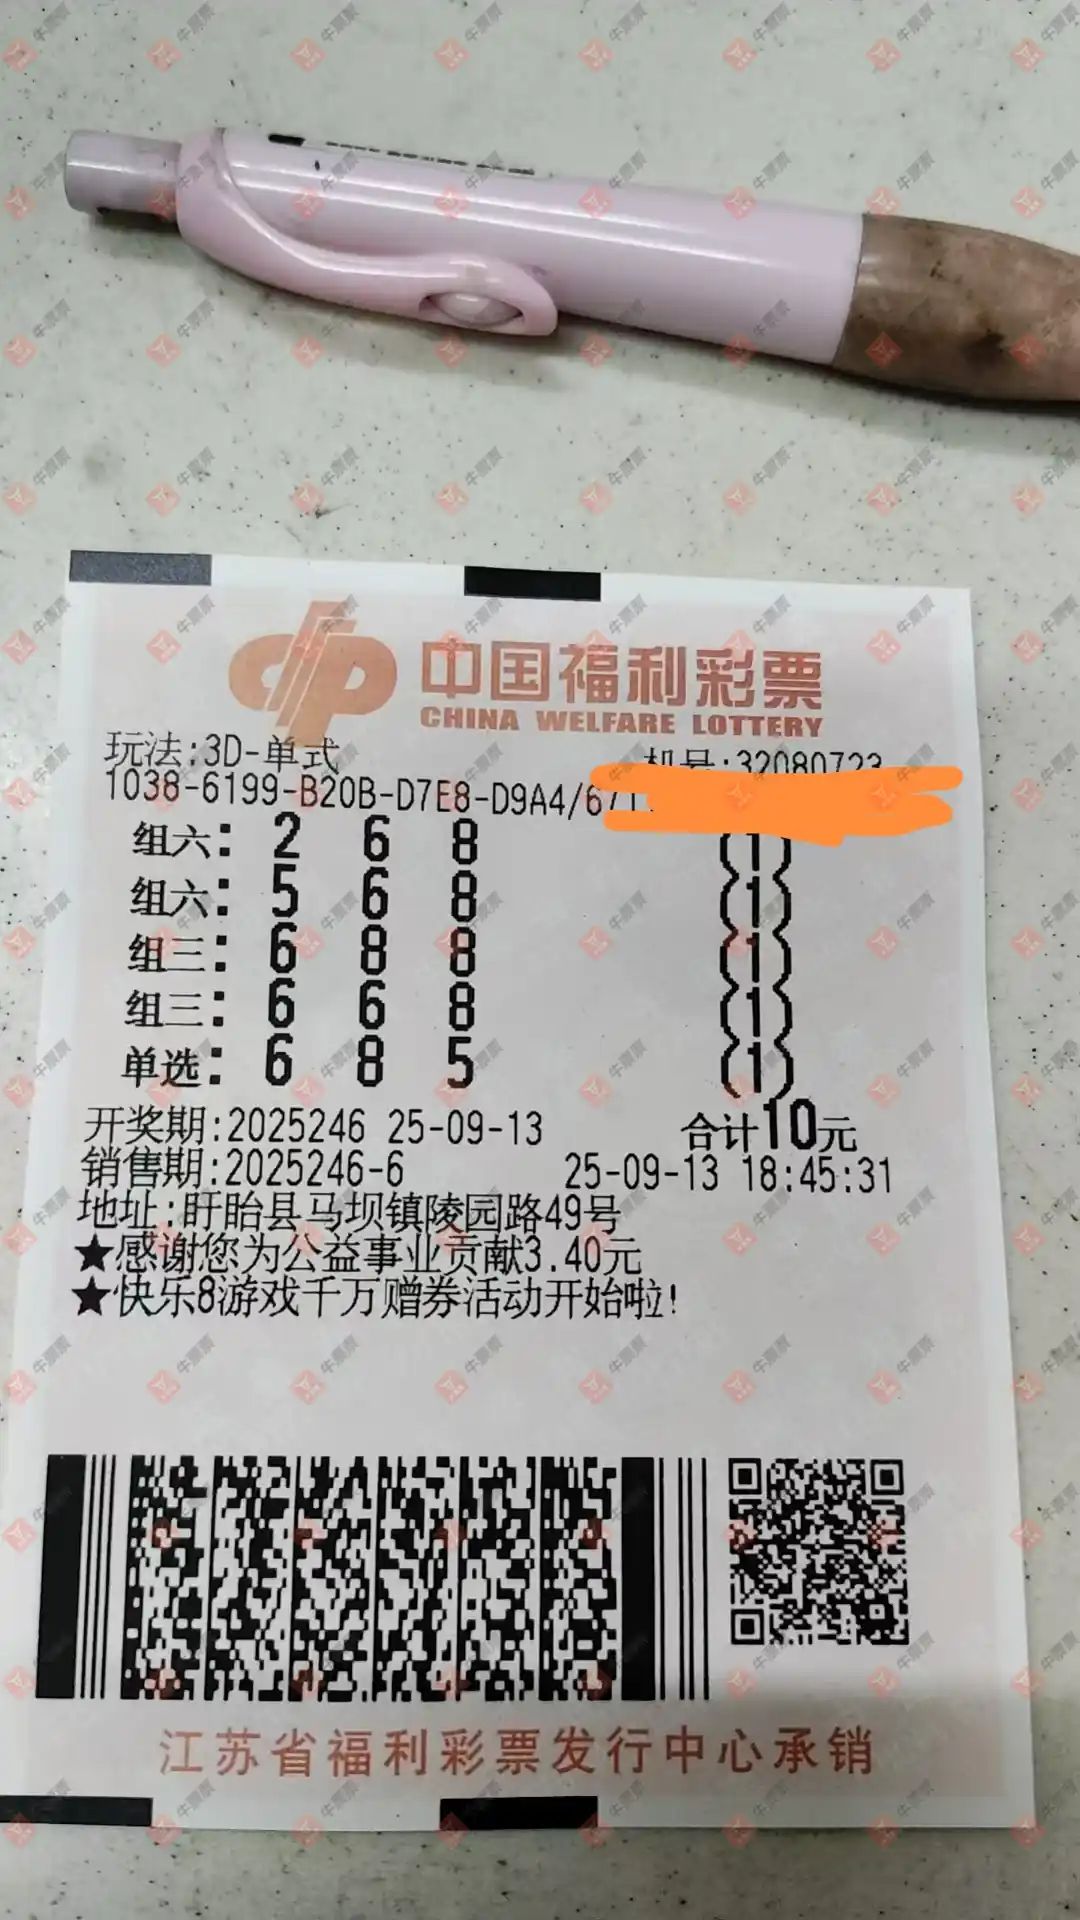 中国福利彩票
CHINA WELFARE LOTTERY
玩法:3D-单式 机号:32080723
1038-6199-B20B-D7E8-D9A4/671
组六: 2 6 8 (1)
组六: 5 6 8 (1)
组三: 6 8 8 (1)
组三: 6 6 8 (1)
单选: 6 8 5 (1)
开奖期:2025246 25-09-13 合计10元
销售期:2025246-6 25-09-13 18:45:31
地址:盱眙县马坝镇陵园路49号
★感谢您为公益事业贡献3.40元
★快乐8游戏千万赠券活动开始啦!
江苏省福利彩票发行中心承销
牛票票